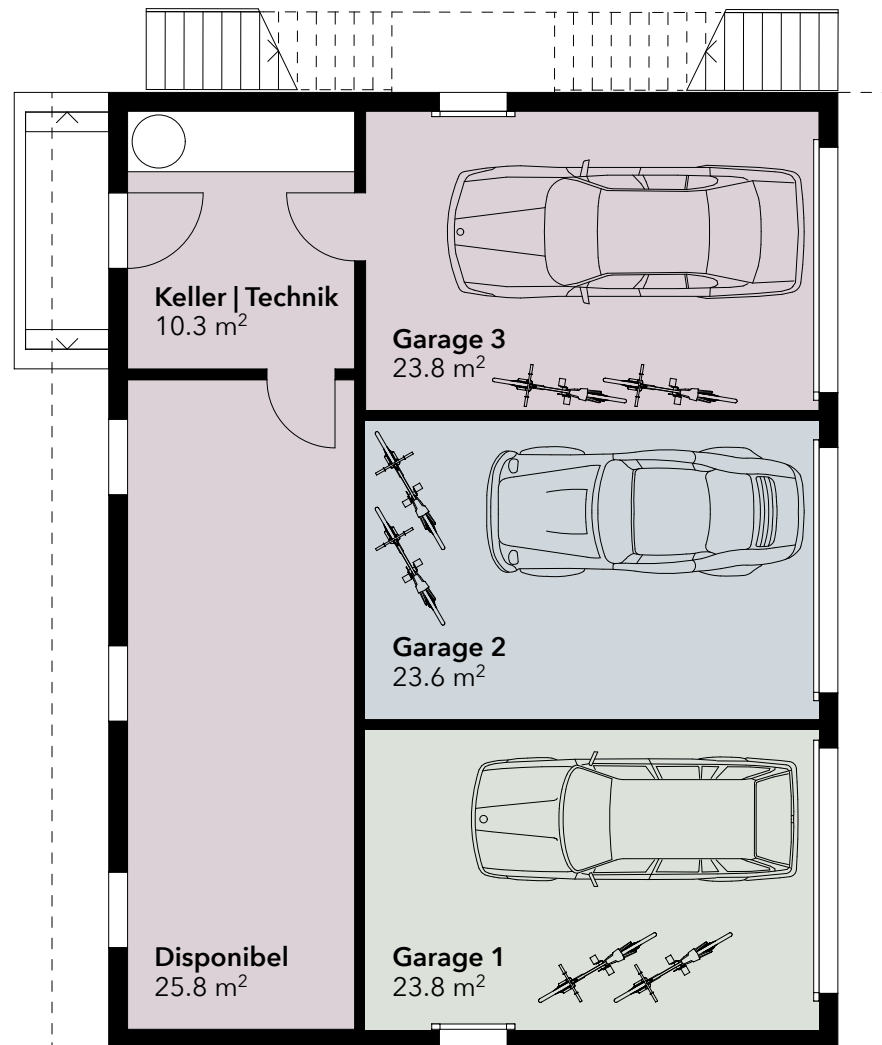 Keller | Technik
10.3 m²
Garage 3
23.8 m²
Garage 2
23.6 m²
Disponibel
25.8 m²
Garage 1
23.8 m²